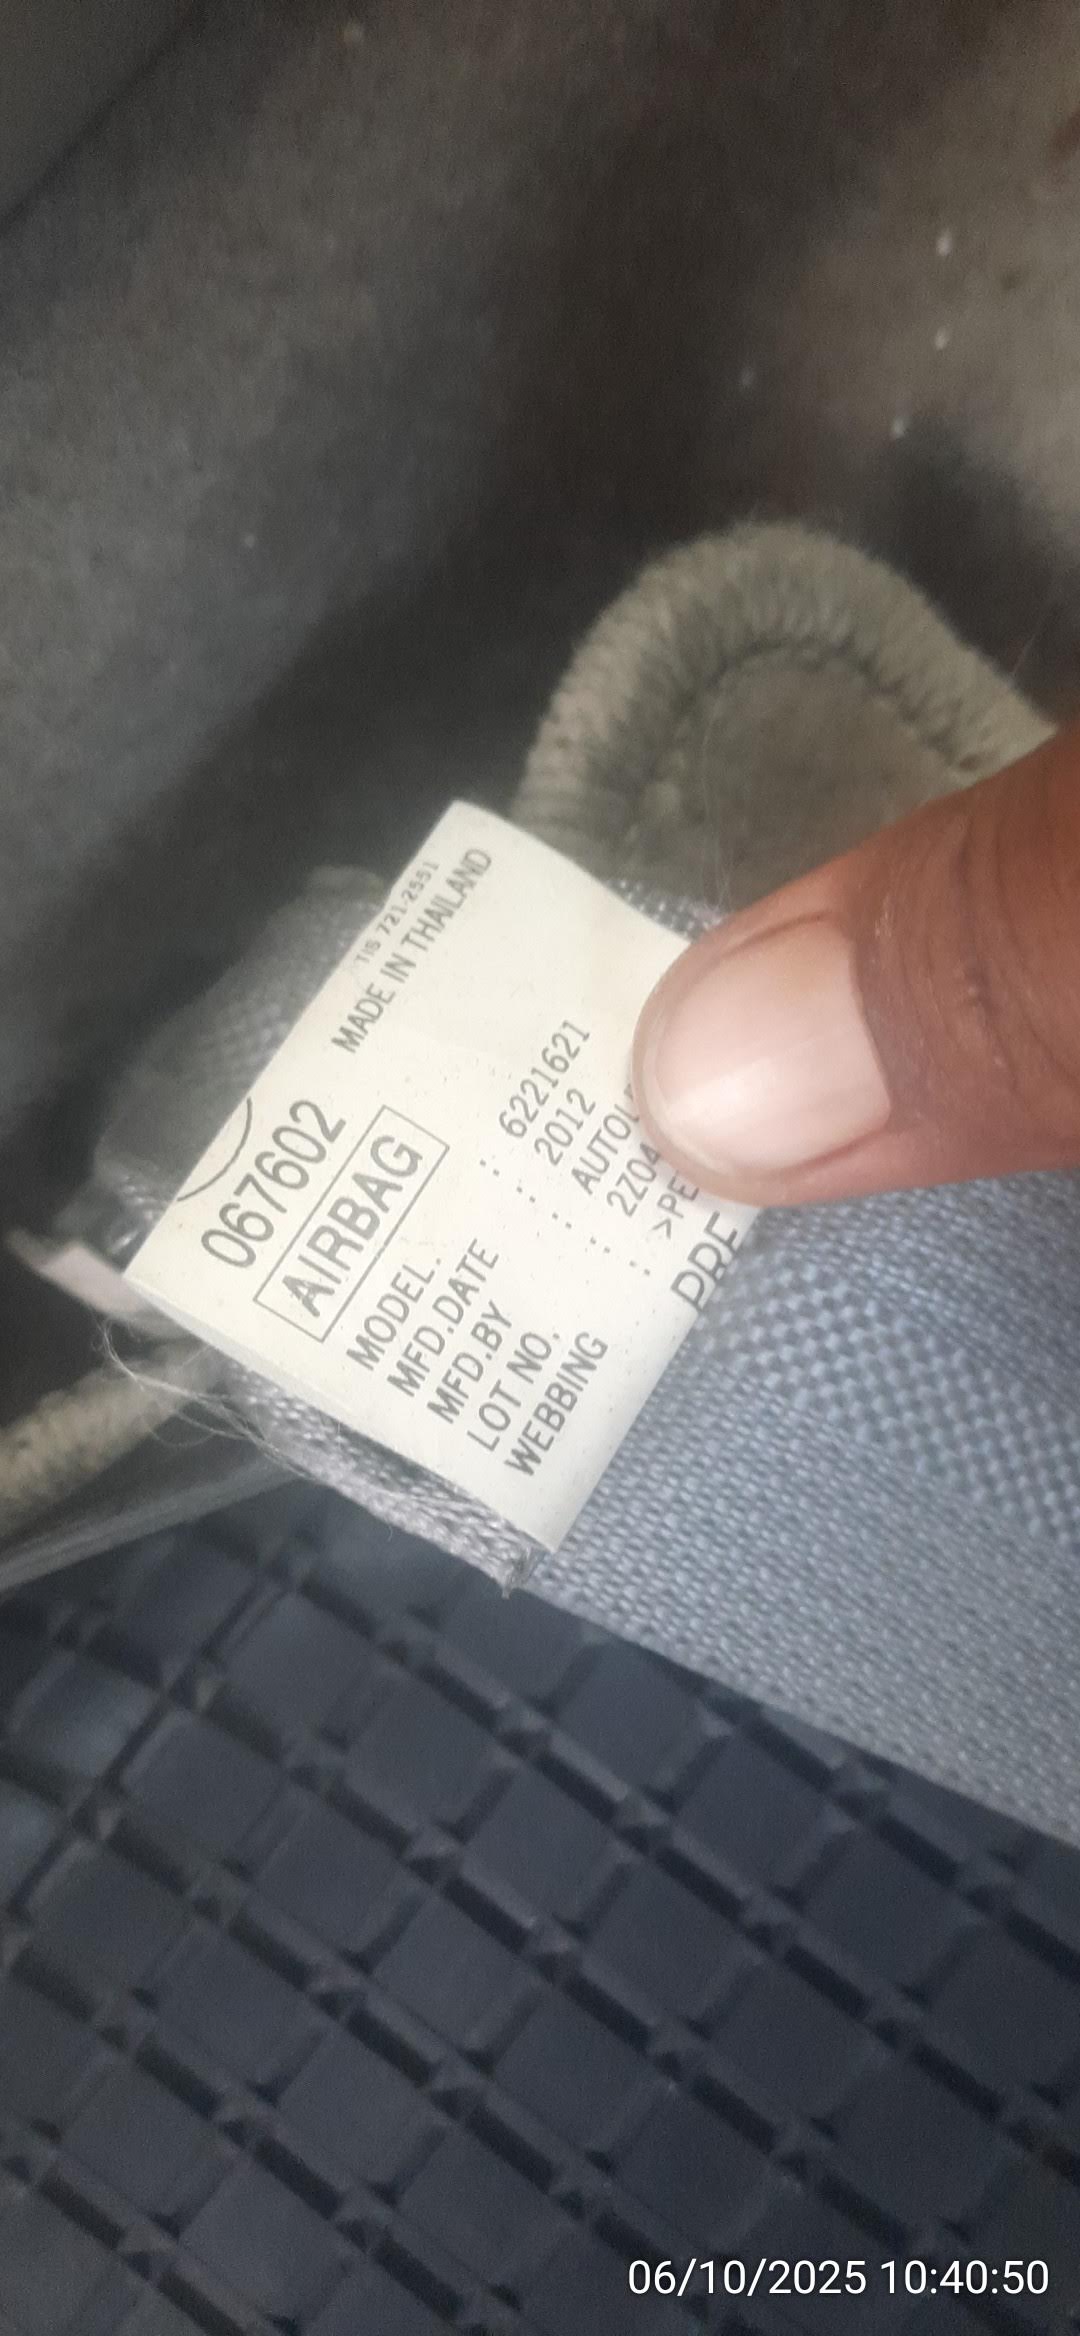 TIS 721-2551
MADE IN THAILAND
067602
AIRBAG
MODEL. : 6221621
MFD.DATE : 2012
MFD.BY : AUTOL
LOT NO. : 2Z04
WEBBING : >PE
PRE
06/10/2025 10:40:50